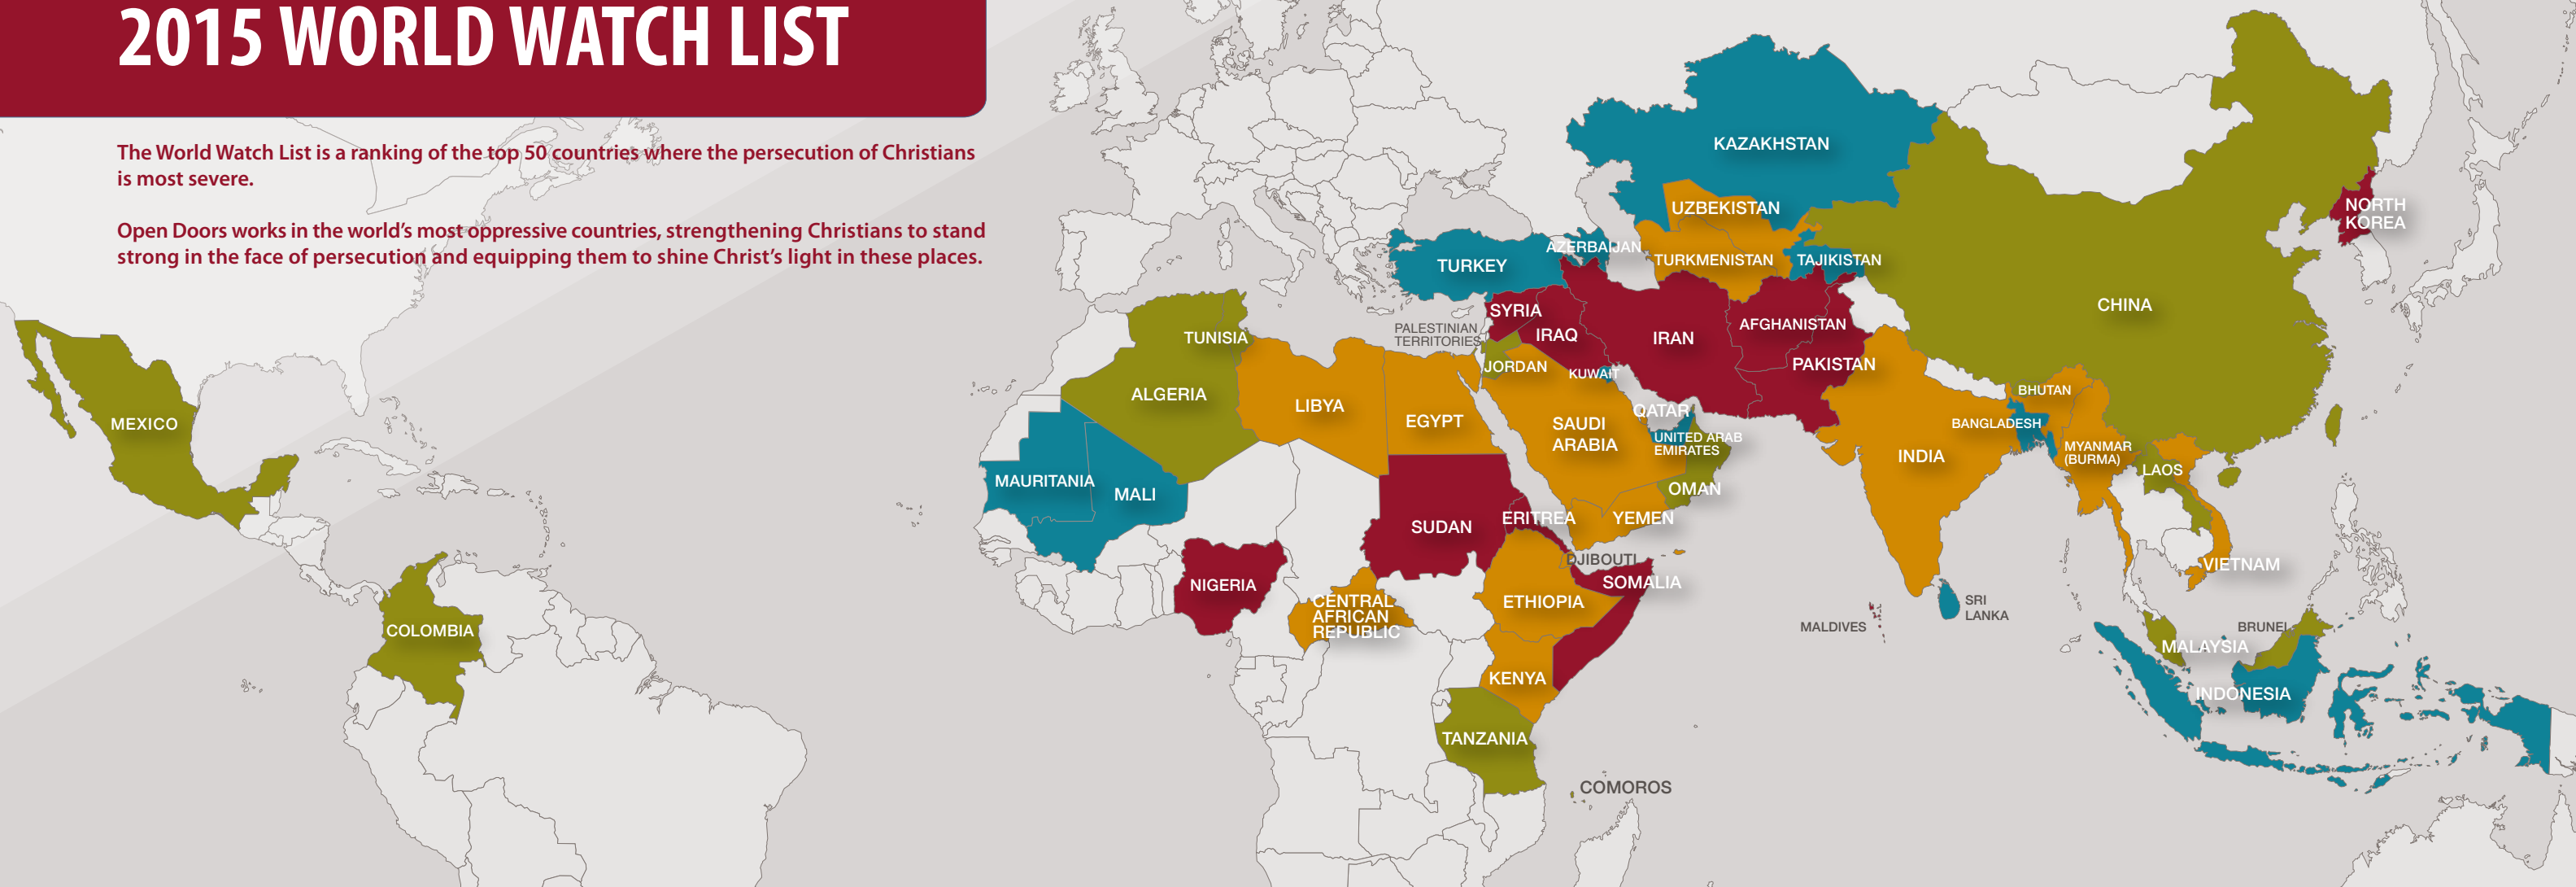 2015 WORLD WATCH LIST
The World Watch List is a ranking of the top 50 countries where the persecution of Christians
is most severe.
Open Doors works in the world's most oppressive countries, strengthening Christians to stand
strong in the face of persecution and equipping them to shine Christ's light in these places.
MEXICO
COLOMBIA
KAZAKHSTAN
UZBEKISTAN
NORTH
KOREA
AZERBAIJAN
TURKEY
TURKMENISTAN
TAJIKISTAN
CHINA
SYRIA
PALESTINIAN
TERRITORIES
IRAQ
IRAN
AFGHANISTAN
TUNISIA
JORDAN
KUWAIT
PAKISTAN
ALGERIA
LIBYA
EGYPT
SAUDI
ARABIA
QATAR
UNITED ARAB
EMIRATES
BHUTAN
BANGLADESH
MYANMAR
(BURMA)
INDIA
LAOS
MAURITANIA
MALI
OMAN
SUDAN
ERITREA
YEMEN
DJIBOUTI
VIETNAM
NIGERIA
SOMALIA
CENTRAL
AFRICAN
REPUBLIC
ETHIOPIA
SRI
LANKA
MALDIVES
BRUNEI
MALAYSIA
KENYA
INDONESIA
TANZANIA
COMOROS